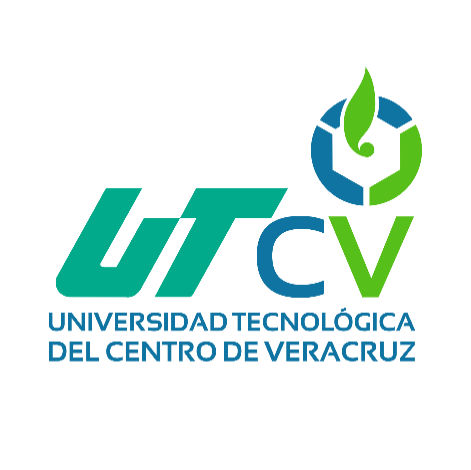 UTCV
UNIVERSIDAD TECNOLÓGICA
DEL CENTRO DE VERACRUZ